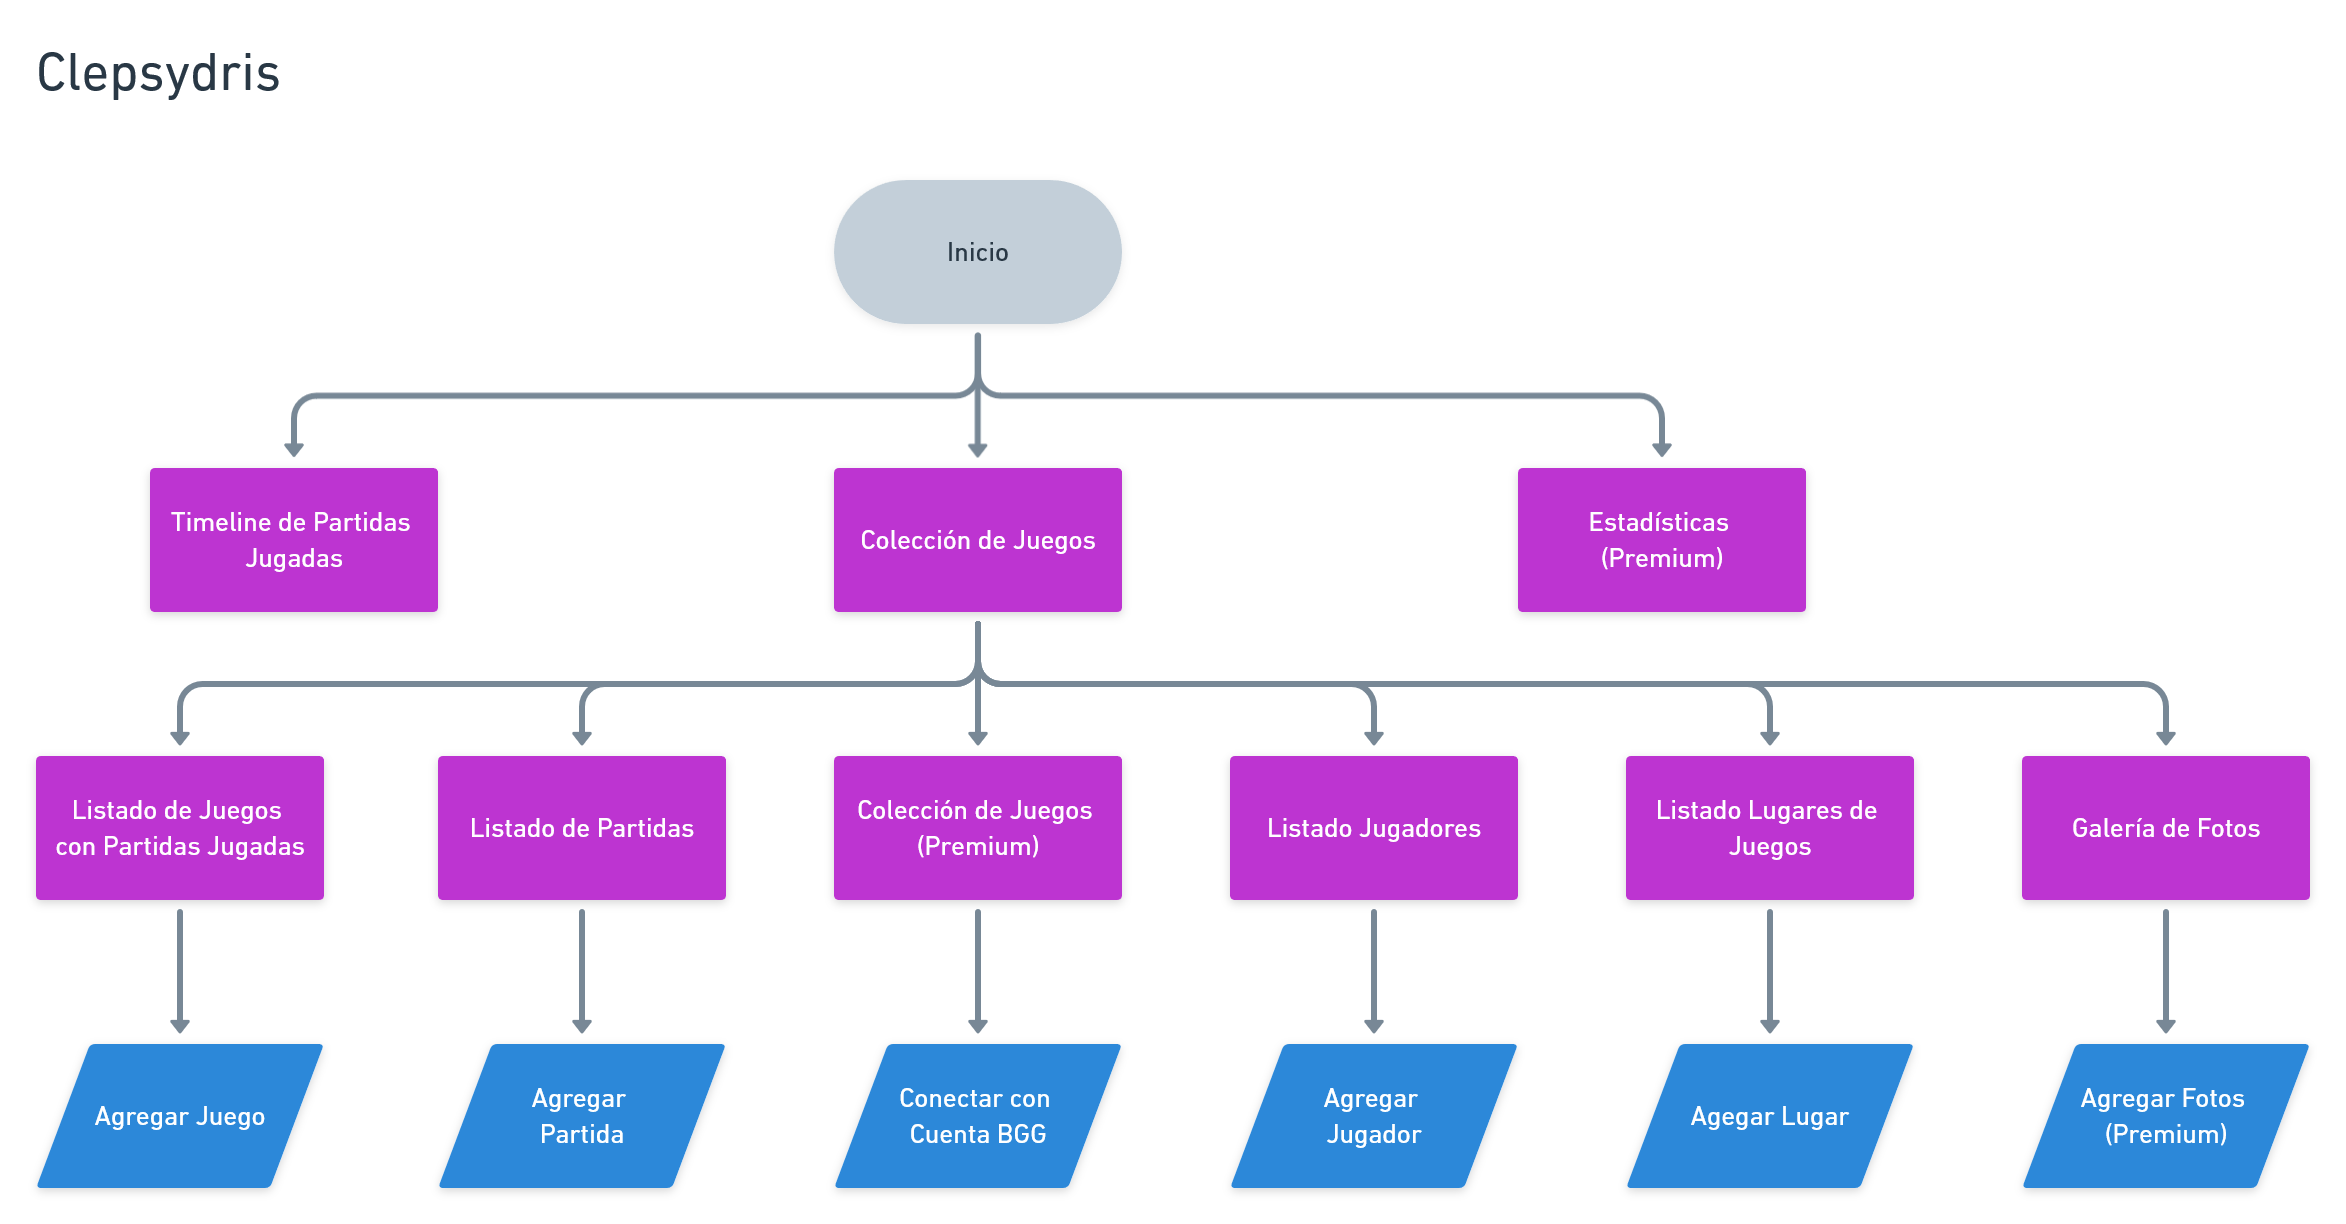 Clepsydris
Inicio
Timeline de Partidas
Jugadas
Colección de Juegos
Estadísticas
(Premium)
Listado de Juegos
con Partidas Jugadas
Listado de Partidas
Colección de Juegos
(Premium)
Listado Jugadores
Listado Lugares de
Juegos
Galería de Fotos
Agregar Juego
Agregar
Partida
Conectar con
Cuenta BGG
Agregar
Jugador
Agegar Lugar
Agregar Fotos
(Premium)